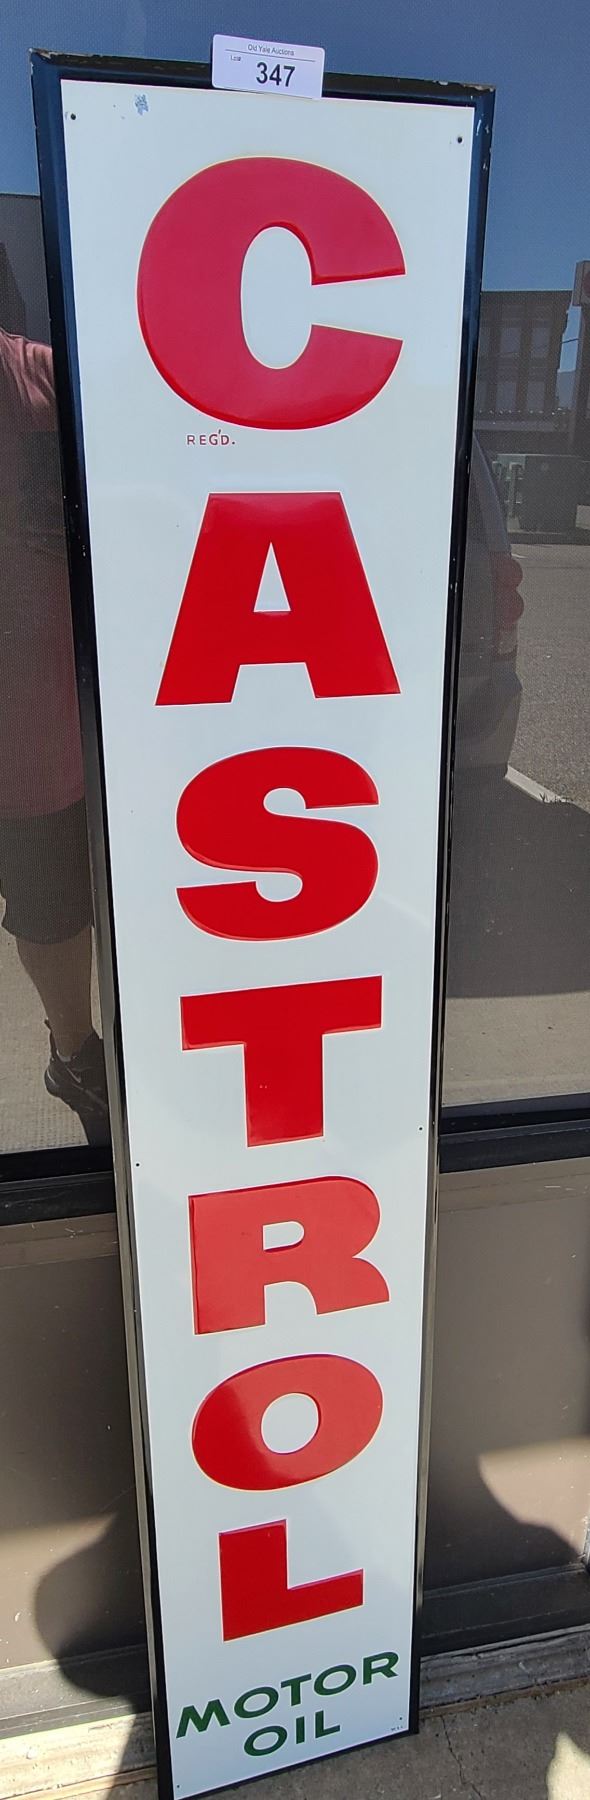 Old Yale Auctions
Lot#
347
C
REG'D.
A
S
T
R
O
L
MOTOR
OIL